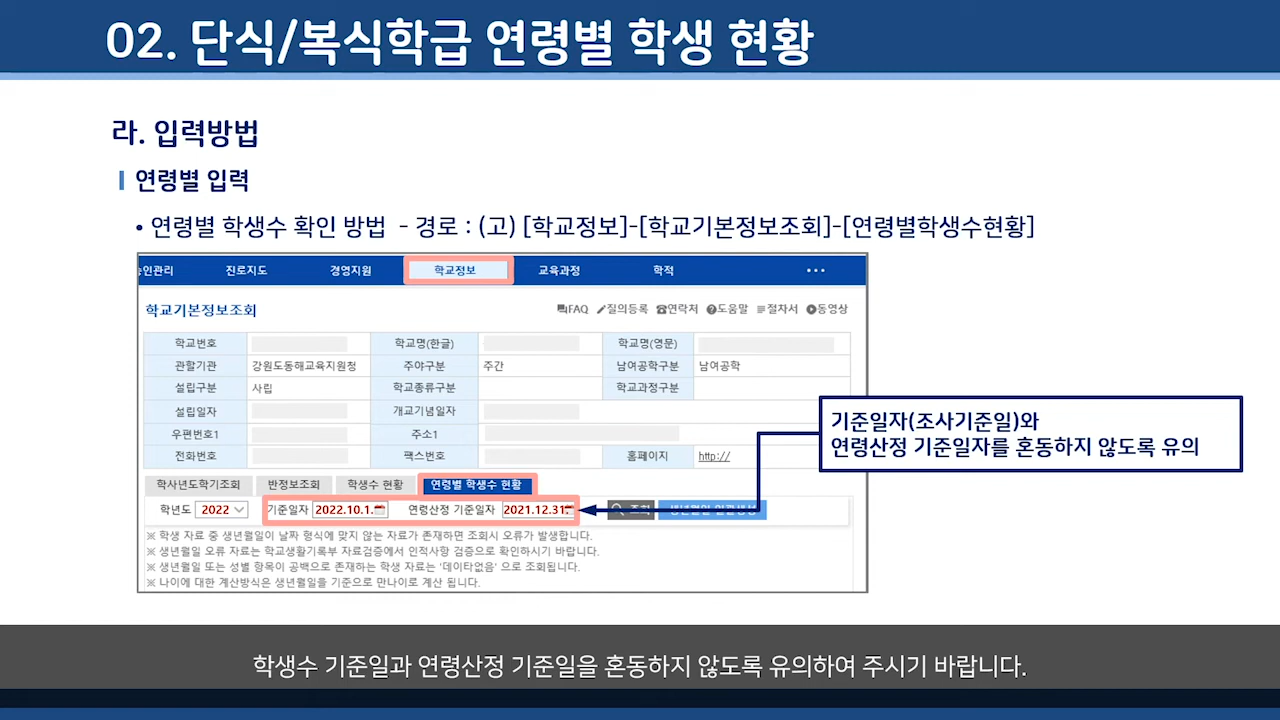 02. 단식/복식학급 연령별 학생 현황
라. 입력방법
연령별 입력
• 연령별 학생수 확인 방법 - 경로 : (고) [학교정보]-[학교기본정보조회]-[연령별학생수현황]
인관리 진로지도 경영지원 학교정보 교육과정 학적 •••
학교기본정보조회 FAQ 질의등록 연락처 도움말 절차서 동영상
학교번호 학교명(한글) 학교명(영문)
관할기관 강원도동해교육지원청 주야구분 주간 남여공학구분 남여공학
설립구분 사립 학교종류구분 학교과정구분
설립일자 개교기념일자
우편번호1 주소1
전화번호 팩스번호 홈페이지 http://
기준일자(조사기준일)와
연령산정 기준일자를 혼동하지 않도록 유의
학사년도학기조회 반정보조회 학생수 현황 연령별 학생수 현황
학년도 2022 기준일자 2022.10.1. 연령산정 기준일자 2021.12.31 조회 생년월일 일괄생성
※ 학생 자료 중 생년월일이 날짜 형식에 맞지 않는 자료가 존재하면 조회시 오류가 발생합니다.
※ 생년월일 오류 자료는 학교생활기록부 자료검증에서 인적사항 검증으로 확인하시기 바랍니다.
※ 생년월일 또는 성별 항목이 공백으로 존재하는 학생 자료는 '데이타없음' 으로 조회됩니다.
※ 나이에 대한 계산방식은 생년월일을 기준으로 만나이로 계산 됩니다.
학생수 기준일과 연령산정 기준일을 혼동하지 않도록 유의하여 주시기 바랍니다.